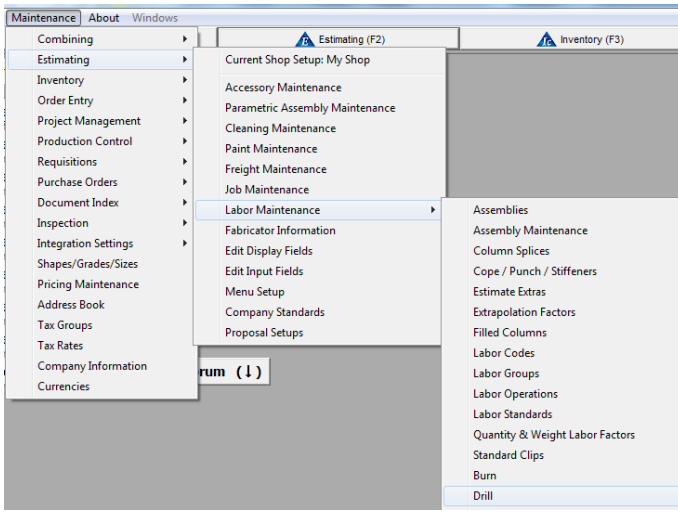 Maintenance About Windows
Estimating (F2)
Inventory (F3)
Combining
Estimating
Inventory
Order Entry
Project Management
Production Control
Requisitions
Purchase Orders
Document Index
Inspection
Integration Settings
Shapes/Grades/Sizes
Pricing Maintenance
Address Book
Tax Groups
Tax Rates
Company Information
Currencies
Current Shop Setup: My Shop
Accessory Maintenance
Parametric Assembly Maintenance
Cleaning Maintenance
Paint Maintenance
Freight Maintenance
Job Maintenance
Labor Maintenance
Fabricator Information
Edit Display Fields
Edit Input Fields
Menu Setup
Company Standards
Proposal Setups
rum (↓)
Assemblies
Assembly Maintenance
Column Splices
Cope / Punch / Stiffeners
Estimate Extras
Extrapolation Factors
Filled Columns
Labor Codes
Labor Groups
Labor Operations
Labor Standards
Quantity & Weight Labor Factors
Standard Clips
Burn
Drill